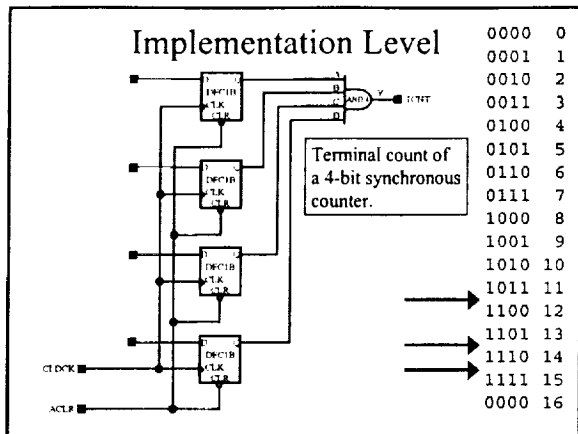 Implementation Level
D
DFC1B
CLK
CLR
D
DFC1B
CLK
CLR
D
DFC1B
CLK
CLR
D
DFC1B
CLK
CLR
B
C
D
AND4
Y
TCNT
Terminal count of
a 4-bit synchronous
counter.
CLOCK
ACLR
0000 0
0001 1
0010 2
0011 3
0100 4
0101 5
0110 6
0111 7
1000 8
1001 9
1010 10
1011 11
1100 12
1101 13
1110 14
1111 15
0000 16